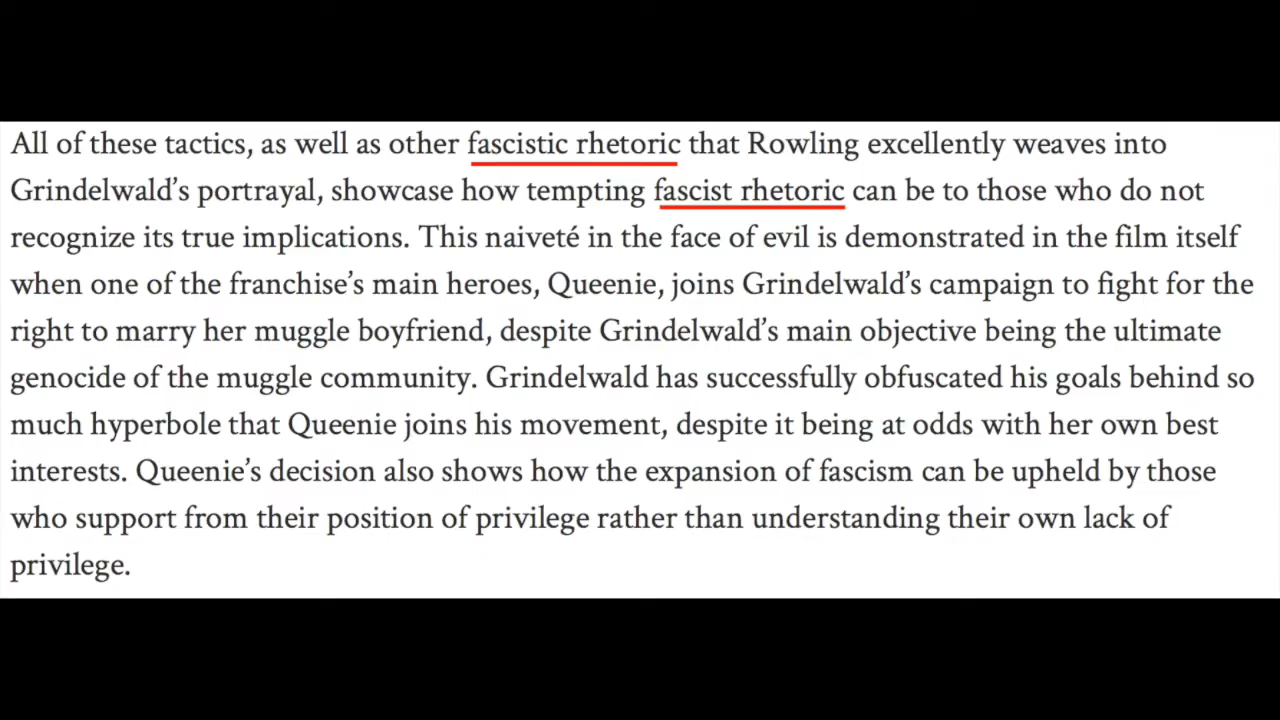 All of these tactics, as well as other fascistic rhetoric that Rowling excellently weaves into
Grindelwald’s portrayal, showcase how tempting fascist rhetoric can be to those who do not
recognize its true implications. This naiveté in the face of evil is demonstrated in the film itself
when one of the franchise’s main heroes, Queenie, joins Grindelwald’s campaign to fight for the
right to marry her muggle boyfriend, despite Grindelwald’s main objective being the ultimate
genocide of the muggle community. Grindelwald has successfully obfuscated his goals behind so
much hyperbole that Queenie joins his movement, despite it being at odds with her own best
interests. Queenie’s decision also shows how the expansion of fascism can be upheld by those
who support from their position of privilege rather than understanding their own lack of
privilege.